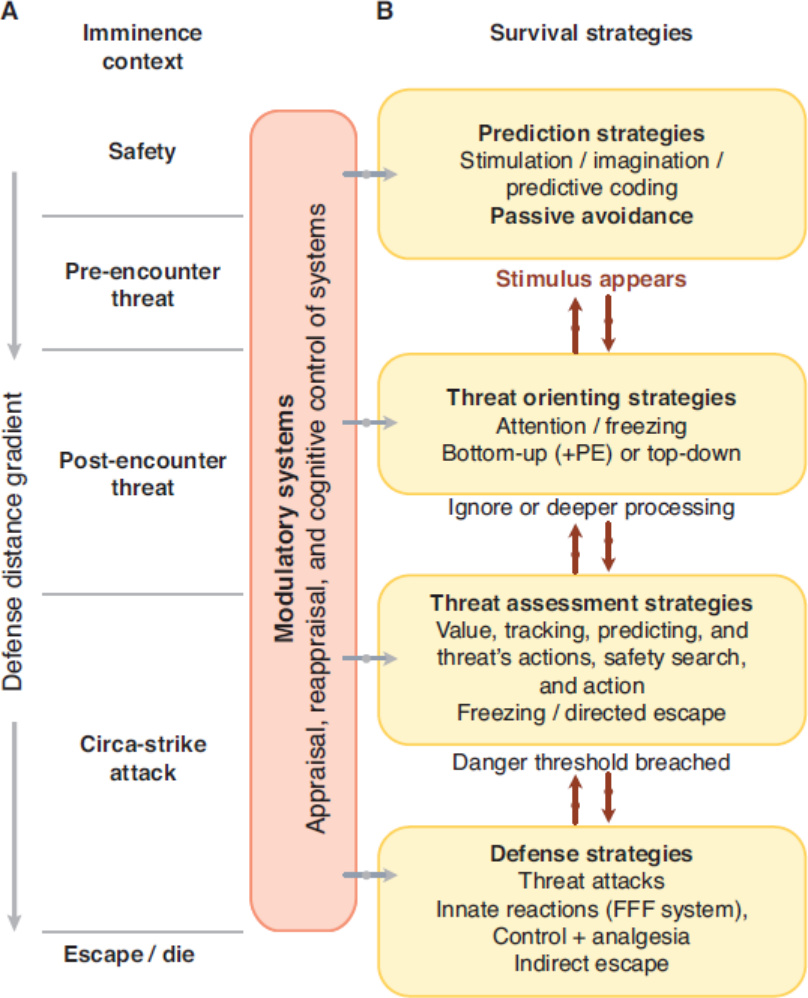 A
Imminence
context
Safety
Pre-encounter
threat
Post-encounter
threat
Circa-strike
attack
Escape / die
Defense distance gradient
Modulatory systems
Appraisal, reappraisal, and cognitive control of systems
B
Survival strategies
Prediction strategies
Stimulation / imagination /
predictive coding
Passive avoidance
Stimulus appears
Threat orienting strategies
Attention / freezing
Bottom-up (+PE) or top-down
Ignore or deeper processing
Threat assessment strategies
Value, tracking, predicting, and
threat's actions, safety search,
and action
Freezing / directed escape
Danger threshold breached
Defense strategies
Threat attacks
Innate reactions (FFF system),
Control + analgesia
Indirect escape